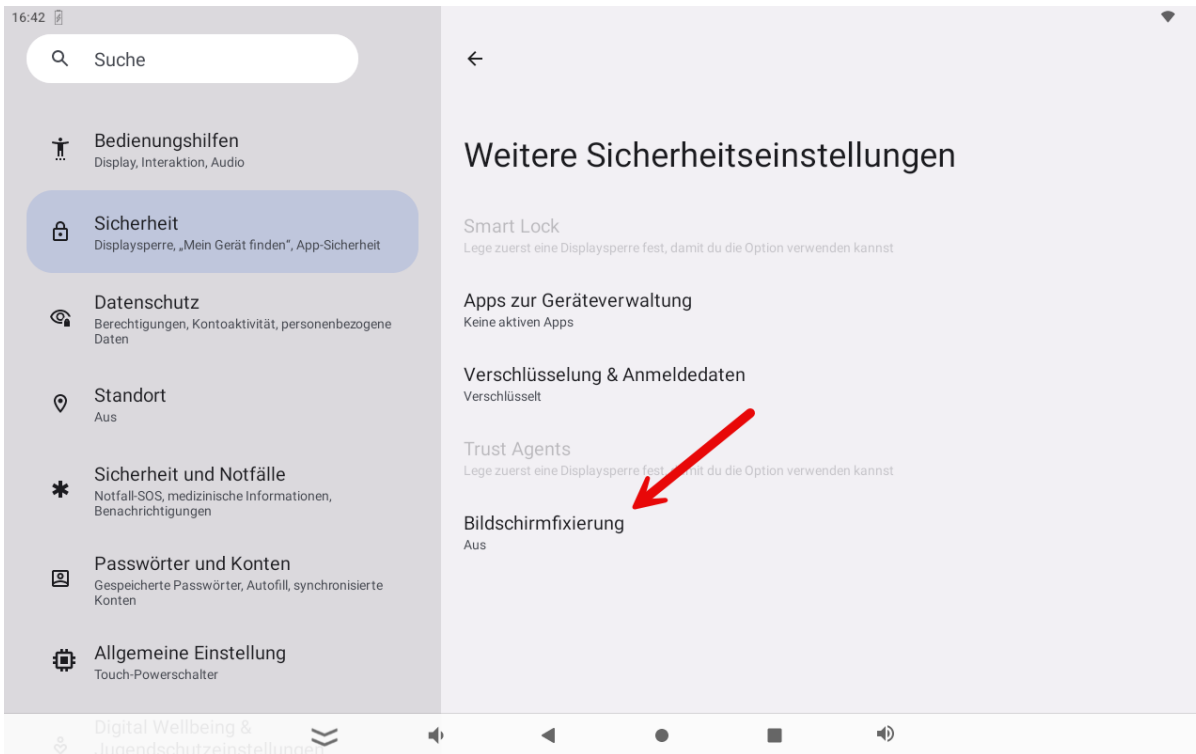 16:42
Suche
Bedienungshilfen
Display, Interaktion, Audio
Sicherheit
Displaysperre, „Mein Gerät finden“, App-Sicherheit
Datenschutz
Berechtigungen, Kontoaktivität, personenbezogene
Daten
Standort
Aus
Sicherheit und Notfälle
Notfall-SOS, medizinische Informationen,
Benachrichtigungen
Passwörter und Konten
Gespeicherte Passwörter, Autofill, synchronisierte
Konten
Allgemeine Einstellung
Touch-Powerschalter
Digital Wellbeing &
Jugendschutzeinstellungen
Weitere Sicherheitseinstellungen
Smart Lock
Lege zuerst eine Displaysperre fest, damit du die Option verwenden kannst
Apps zur Geräteverwaltung
Keine aktiven Apps
Verschlüsselung & Anmeldedaten
Verschlüsselt
Trust Agents
Lege zuerst eine Displaysperre fest, damit du die Option verwenden kannst
Bildschirmfixierung
Aus